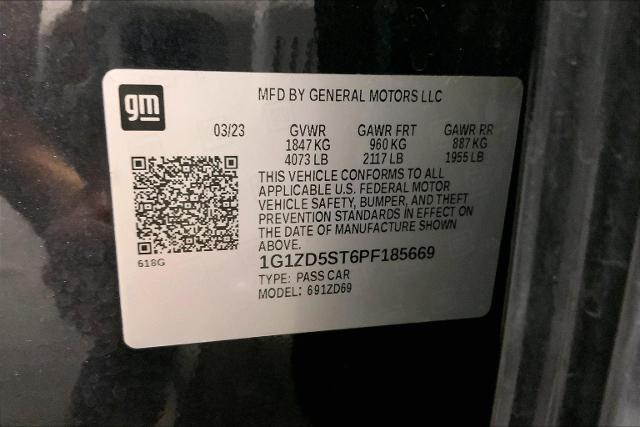 gm
MFD BY GENERAL MOTORS LLC
03/23 GVWR GAWR FRT GAWR RR
1847 KG 960 KG 887 KG
4073 LB 2117 LB 1955 LB
THIS VEHICLE CONFORMS TO ALL
APPLICABLE U.S. FEDERAL MOTOR
VEHICLE SAFETY, BUMPER, AND THEFT
PREVENTION STANDARDS IN EFFECT ON
THE DATE OF MANUFACTURE SHOWN
ABOVE.
618G
1G1ZD5ST6PF185669
TYPE: PASS CAR
MODEL: 691ZD69